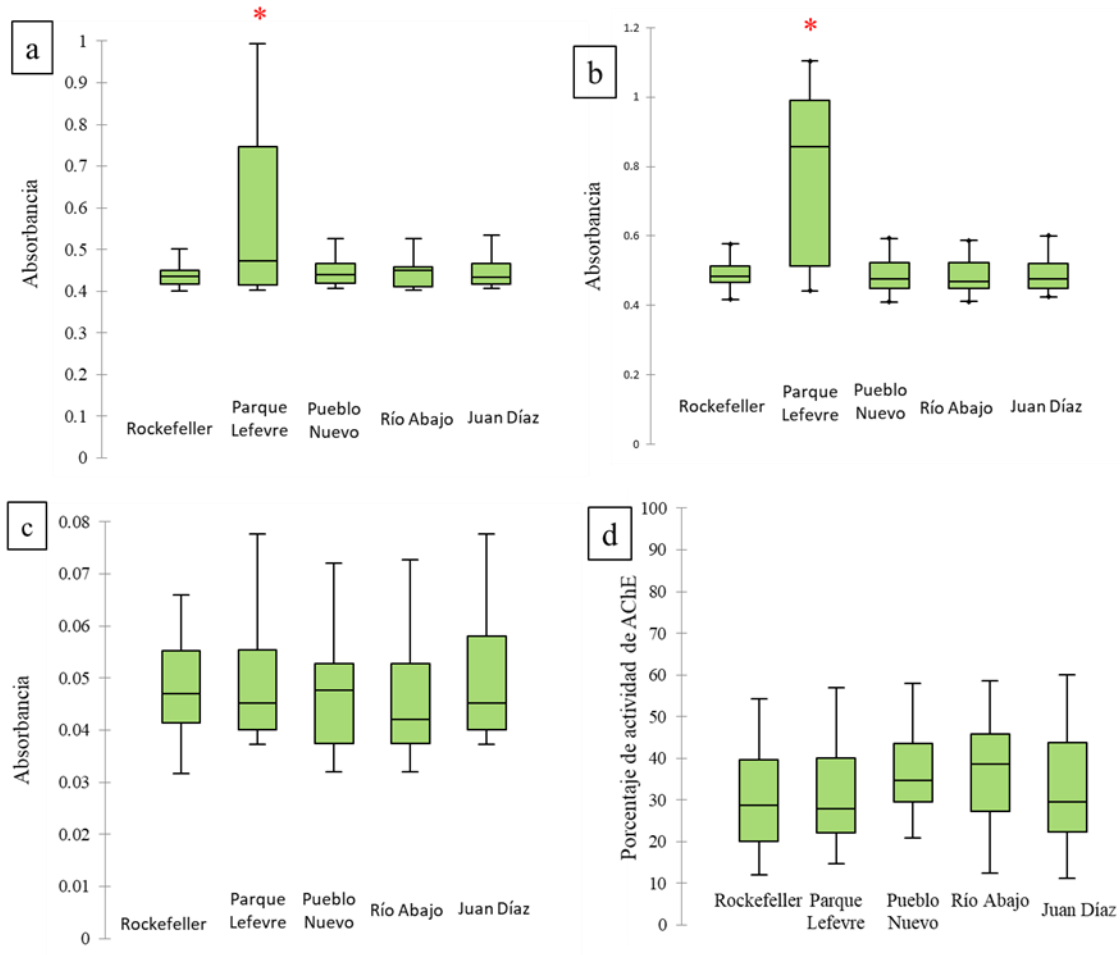 a
*
1
0.9
0.8
0.7
0.6
0.5
0.4
0.3
0.2
0.1
0
Absorbancia
Rockefeller
Parque
Lefevre
Pueblo
Nuevo
Río Abajo
Juan Díaz
b
*
1.2
1
0.8
0.6
0.4
0.2
0
Absorbancia
Rockefeller
Parque
Lefevre
Pueblo
Nuevo
Río Abajo
Juan Díaz
c
0.08
0.07
0.06
0.05
0.04
0.03
0.02
0.01
0
Absorbancia
Rockefeller
Parque
Lefevre
Pueblo
Nuevo
Río Abajo
Juan Díaz
d
100
90
80
70
60
50
40
30
20
10
0
Porcentaje de actividad de AChE
Rockefeller
Parque
Lefevre
Pueblo
Nuevo
Río Abajo
Juan Díaz